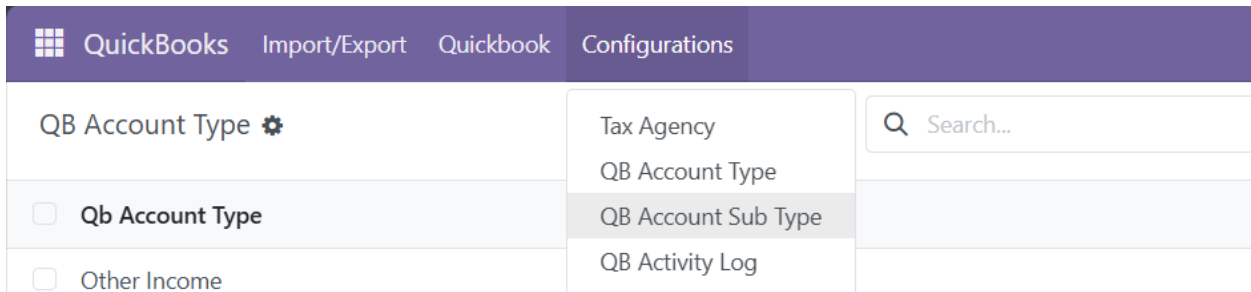 QuickBooks Import/Export Quickbook Configurations
QB Account Type
Search...
Tax Agency
QB Account Type
QB Account Sub Type
QB Activity Log
Qb Account Type
Other Income